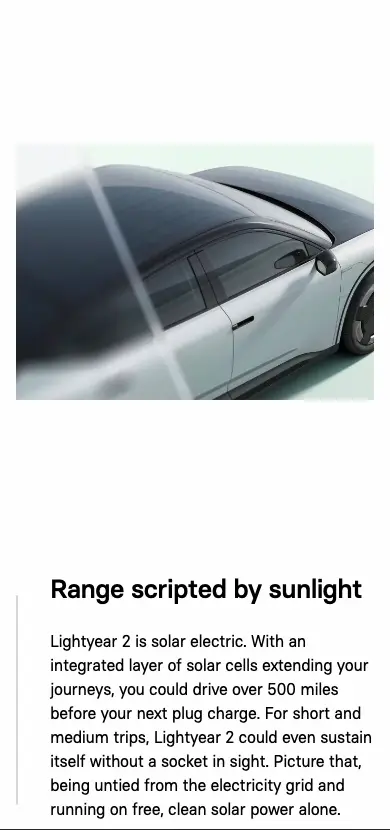 Range scripted by sunlight
Lightyear 2 is solar electric. With an
integrated layer of solar cells extending your
journeys, you could drive over 500 miles
before your next plug charge. For short and
medium trips, Lightyear 2 could even sustain
itself without a socket in sight. Picture that,
being untied from the electricity grid and
running on free, clean solar power alone.